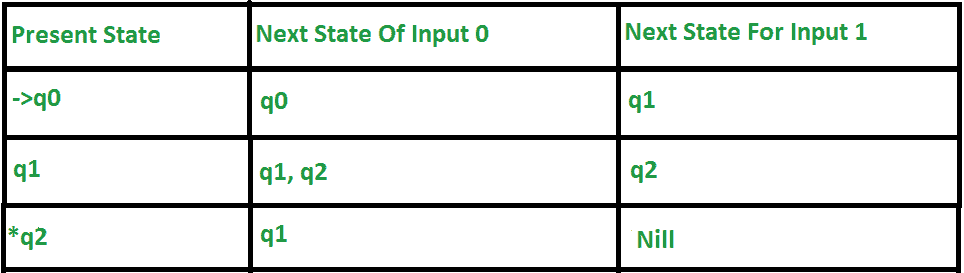 Present State Next State Of Input 0 Next State For Input 1
->q0 q0 q1
q1 q1, q2 q2
*q2 q1 Nill